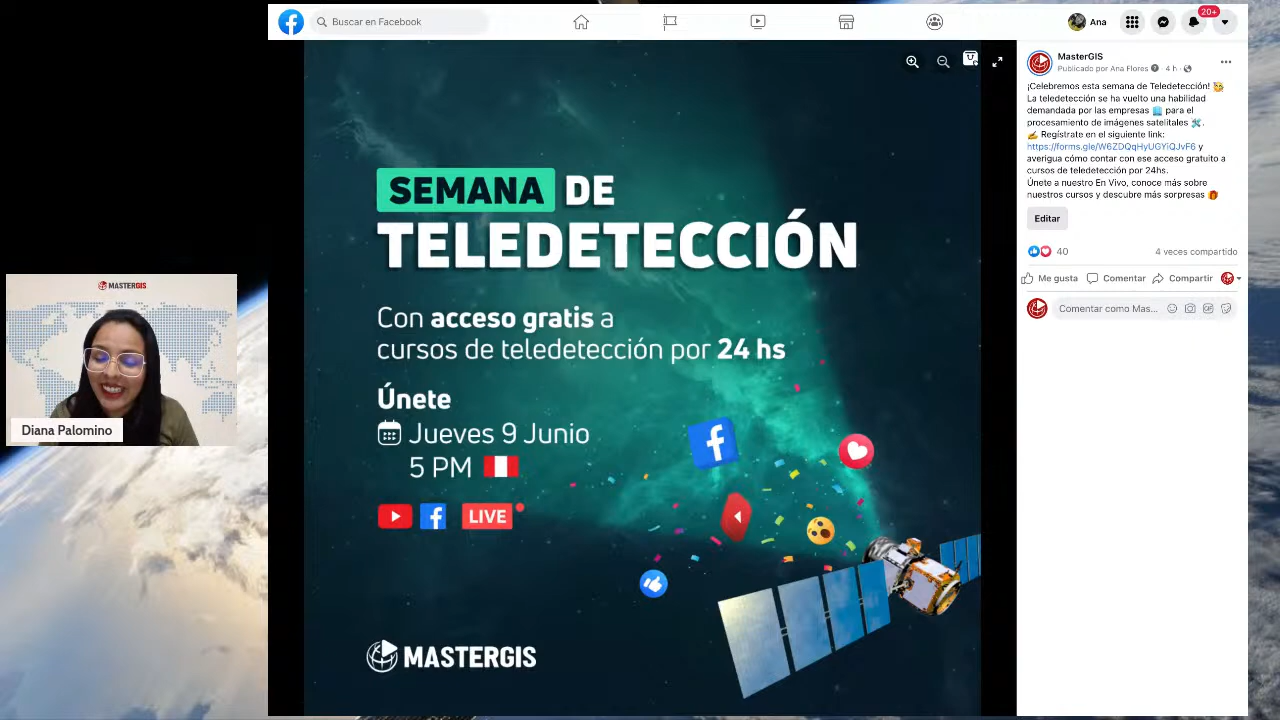 Buscar en Facebook
Ana
20+
SEMANA DE
TELEDETECCIÓN
Con acceso gratis a
cursos de teledetección por 24 hs
Únete
Jueves 9 Junio
5 PM
LIVE
MASTERGIS
MASTERGIS
Diana Palomino
MasterGIS
Publicado por Ana Flores · 4 h ·
¡Celebremos esta semana de Teledetección! 🥳
La teledetección se ha vuelto una habilidad
demandada por las empresas 🏢 para el
procesamiento de imágenes satelitales 🛰️.
✍️ Regístrate en el siguiente link:
https://forms.gle/W6ZDQqHyUGYiQJvF6 y
averigua cómo contar con ese acceso gratuito a
cursos de teledetección por 24hs.
Únete a nuestro En Vivo, conoce más sobre
nuestros cursos y descubre más sorpresas 🎁
Editar
40
4 veces compartido
Me gusta
Comentar
Compartir
Comentar como Mas...